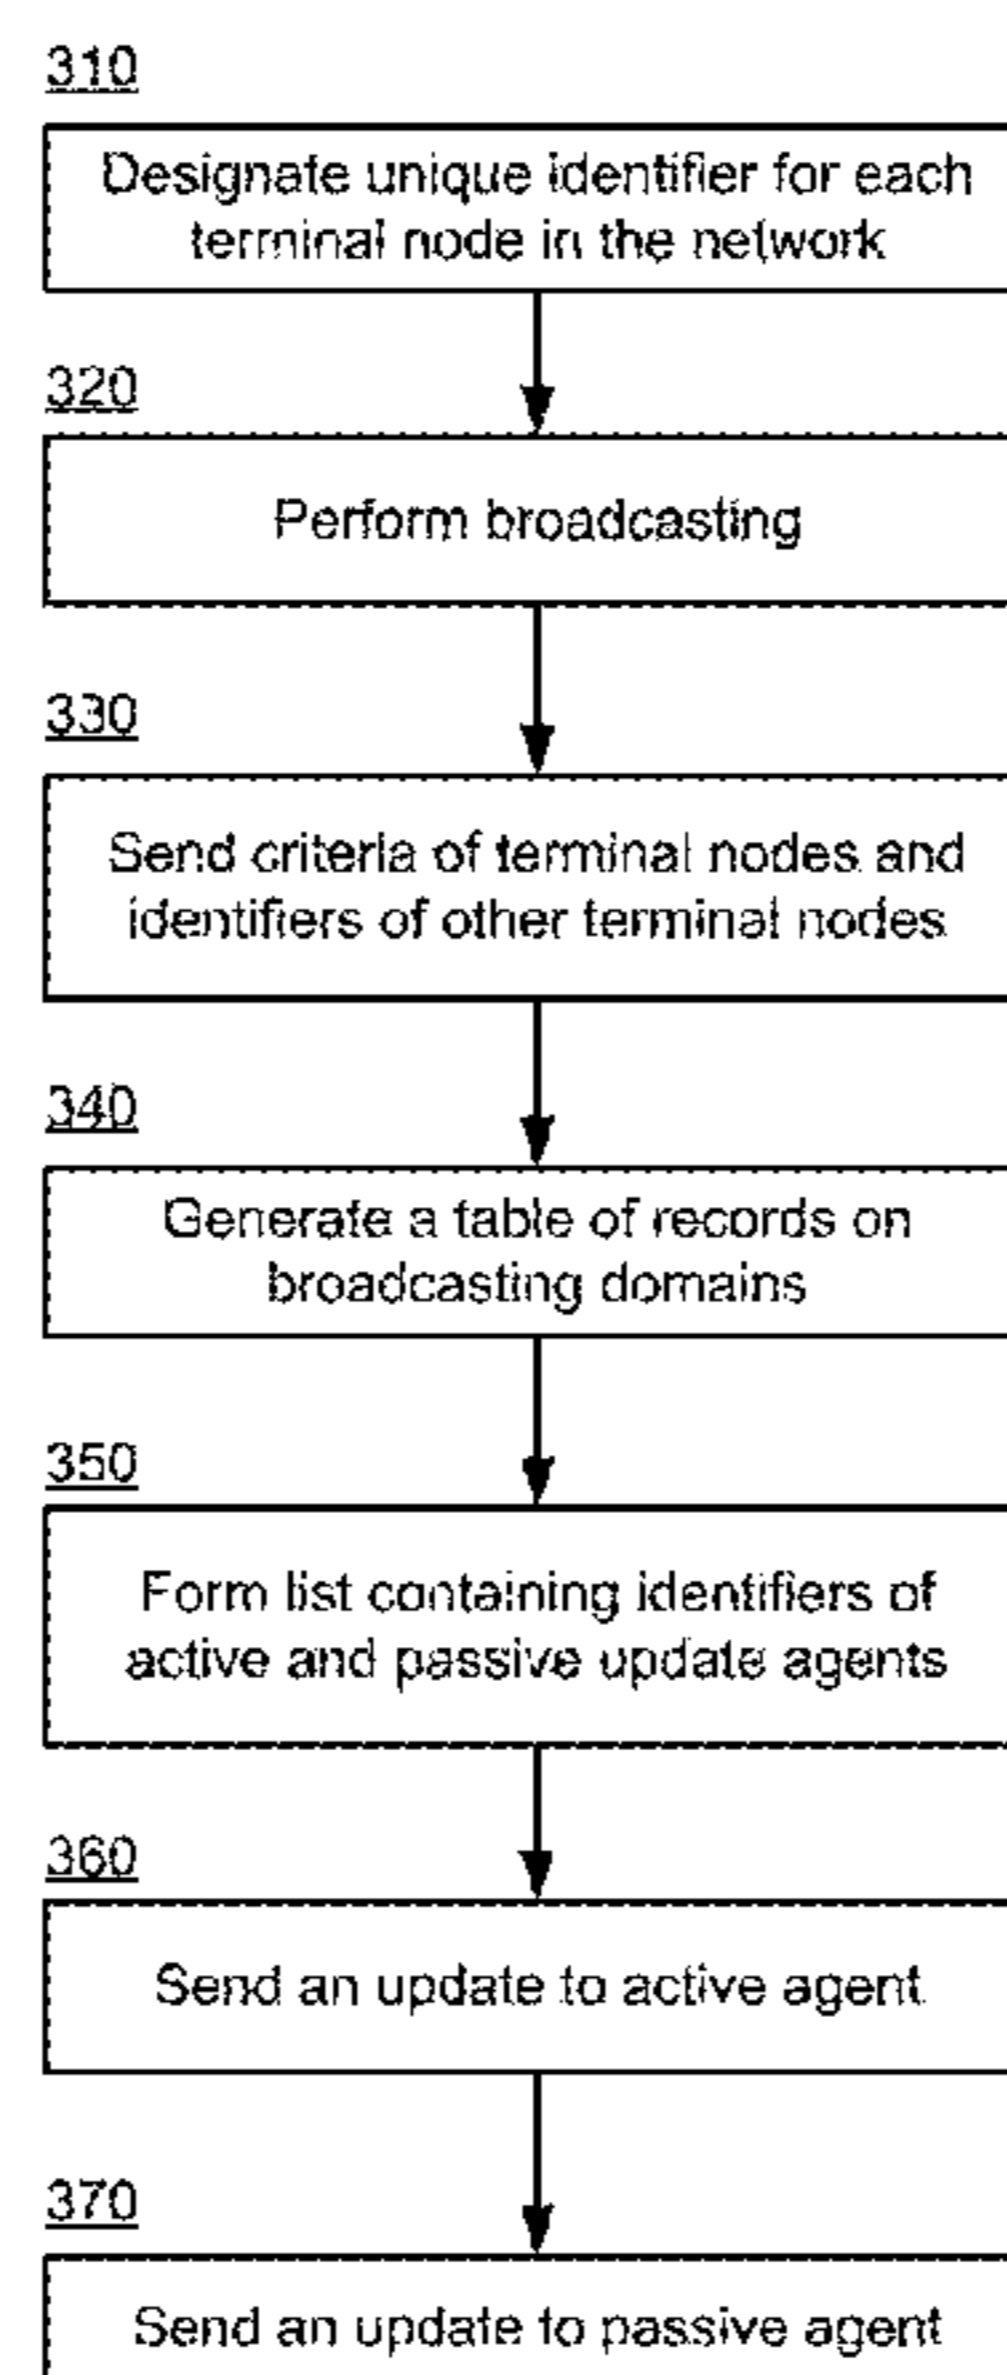 310
Designate unique identifier for each
terminal node in the network
320
Perform broadcasting
330
Send criteria of terminal nodes and
identifiers of other terminal nodes
340
Generate a table of records on
broadcasting domains
350
Form list containing identifiers of
active and passive update agents
360
Send an update to active agent
370
Send an update to passive agent